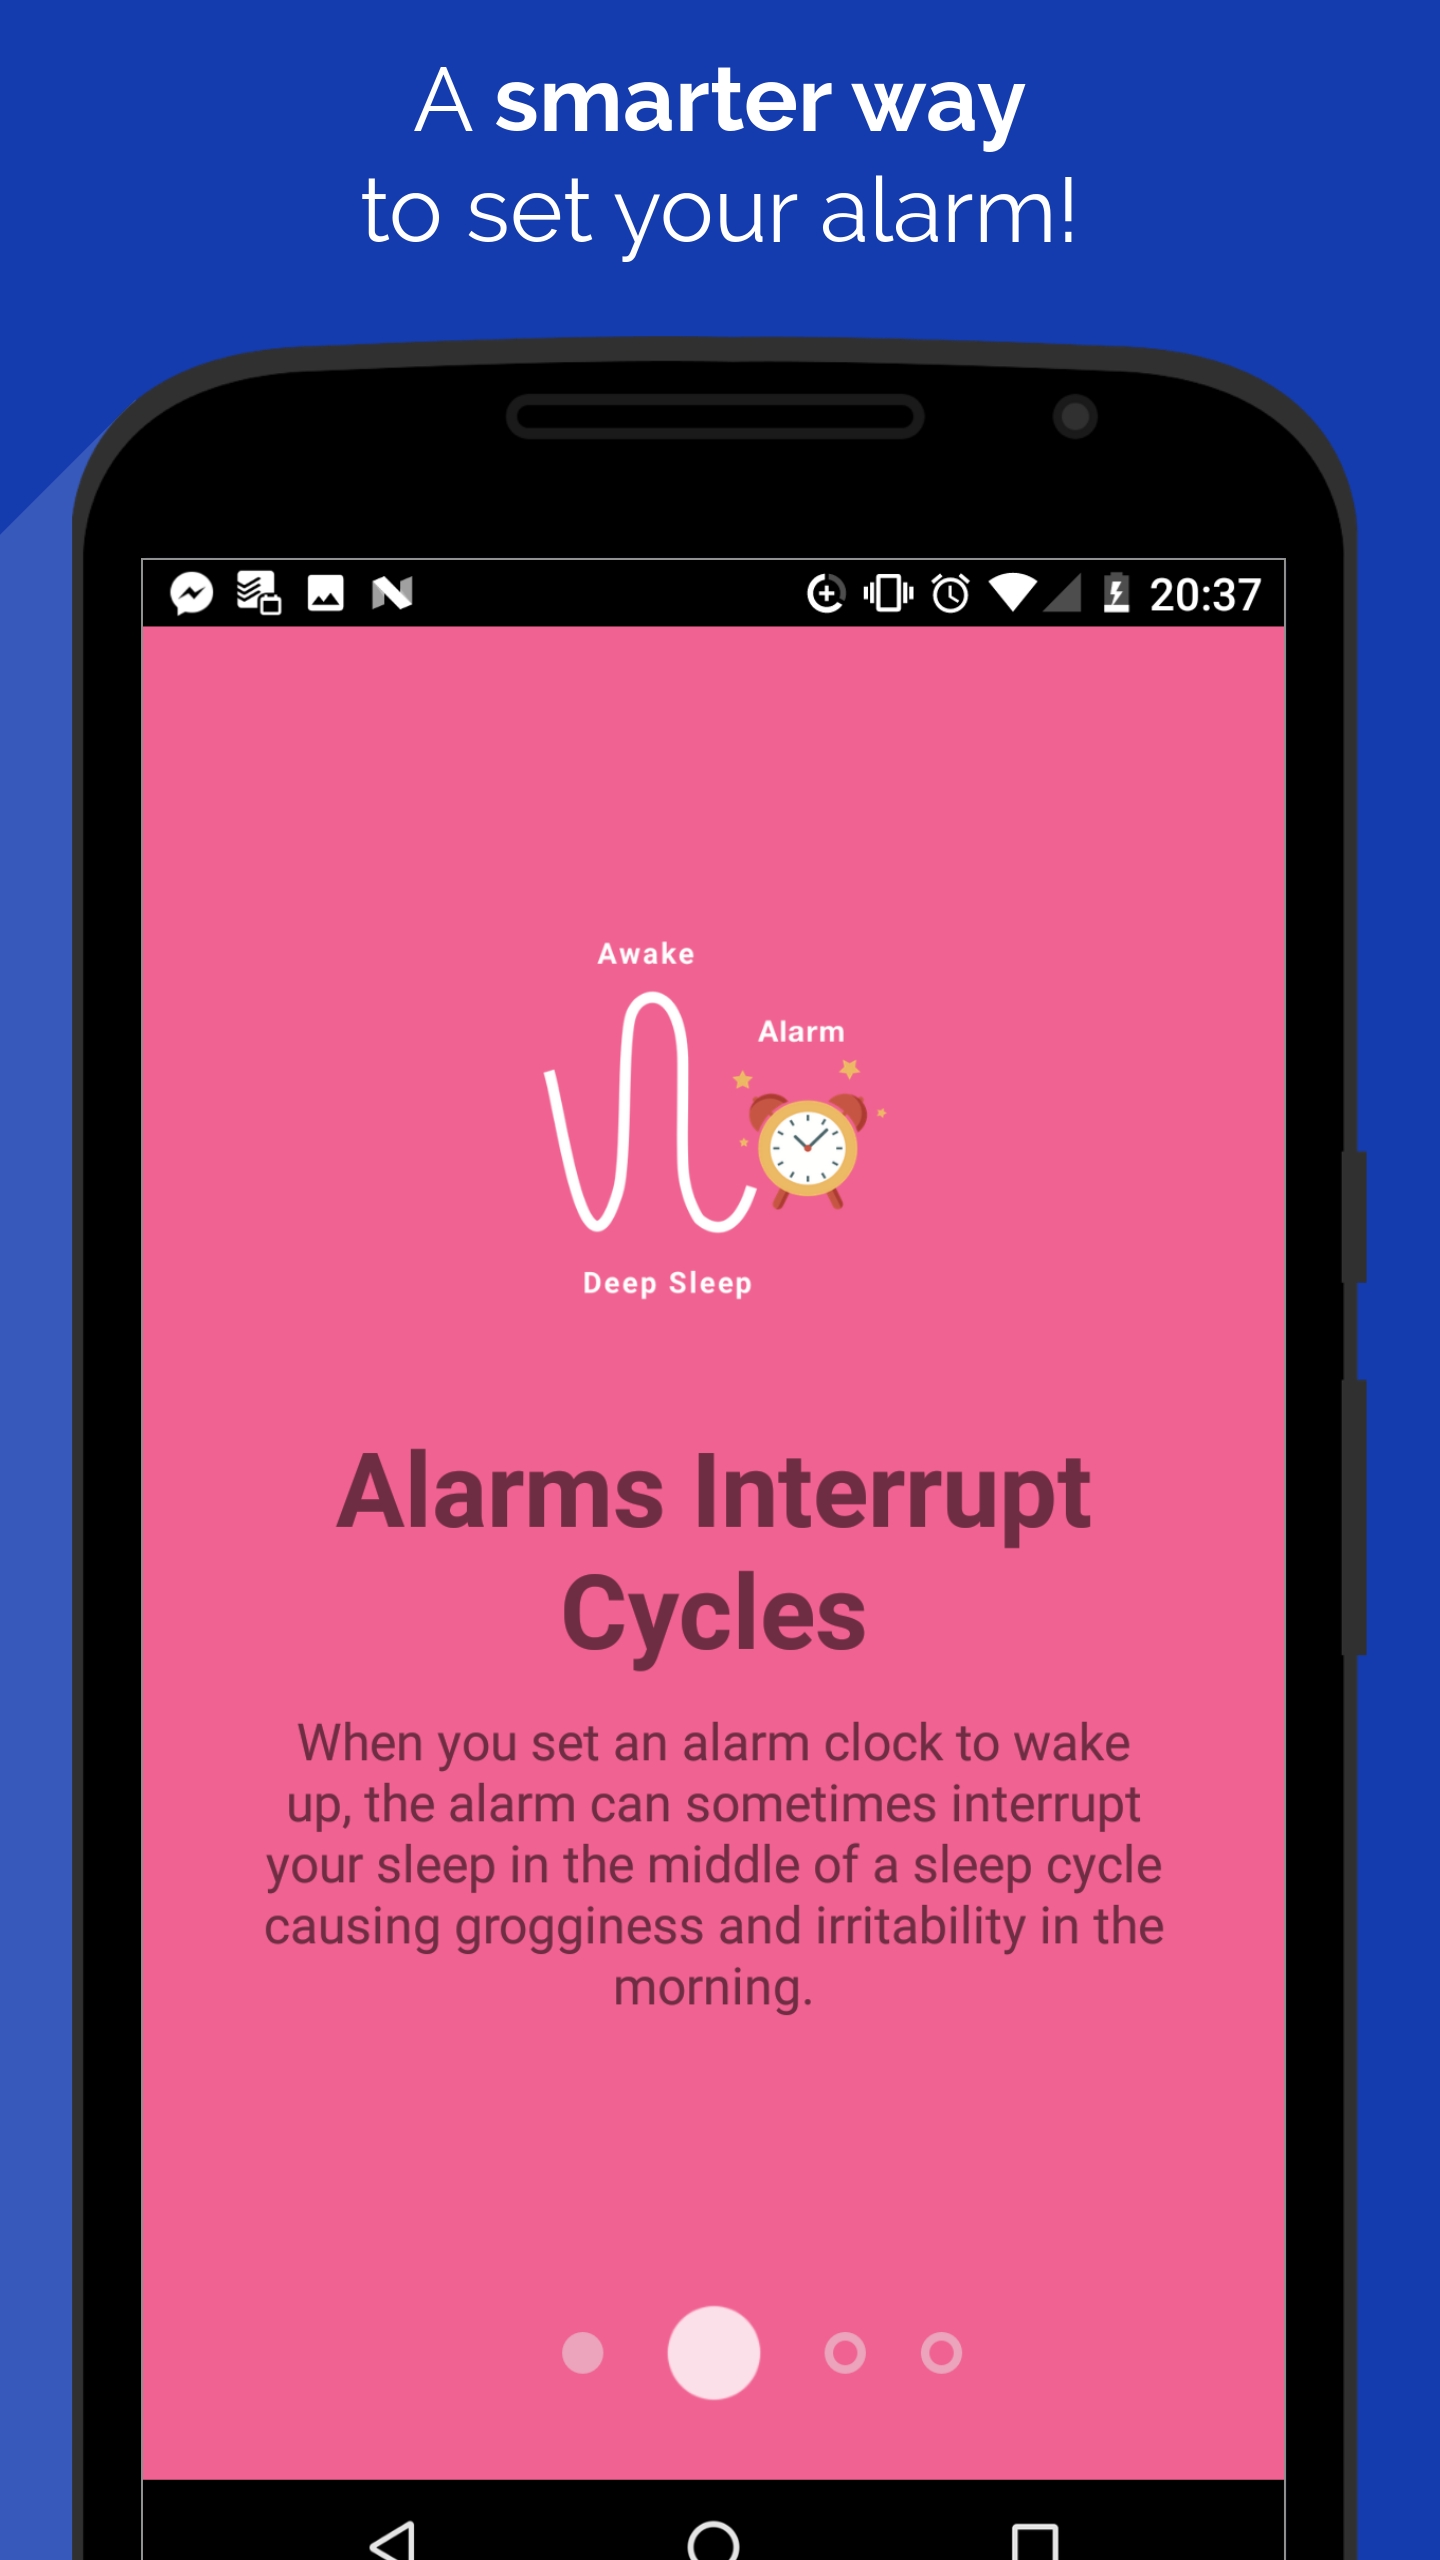 A smarter way
to set your alarm!
20:37
Awake
Alarm
Deep Sleep
Alarms Interrupt
Cycles
When you set an alarm clock to wake
up, the alarm can sometimes interrupt
your sleep in the middle of a sleep cycle
causing grogginess and irritability in the
morning.